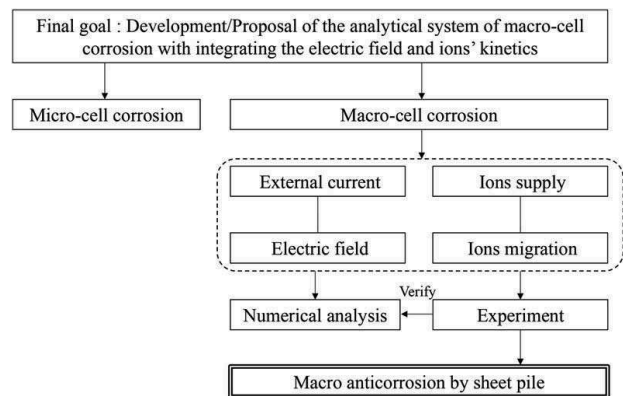 Final goal : Development/Proposal of the analytical system of macro-cell
corrosion with integrating the electric field and ions’ kinetics
Micro-cell corrosion
Macro-cell corrosion
External current
Ions supply
Electric field
Ions migration
Verify
Numerical analysis
Experiment
Macro anticorrosion by sheet pile